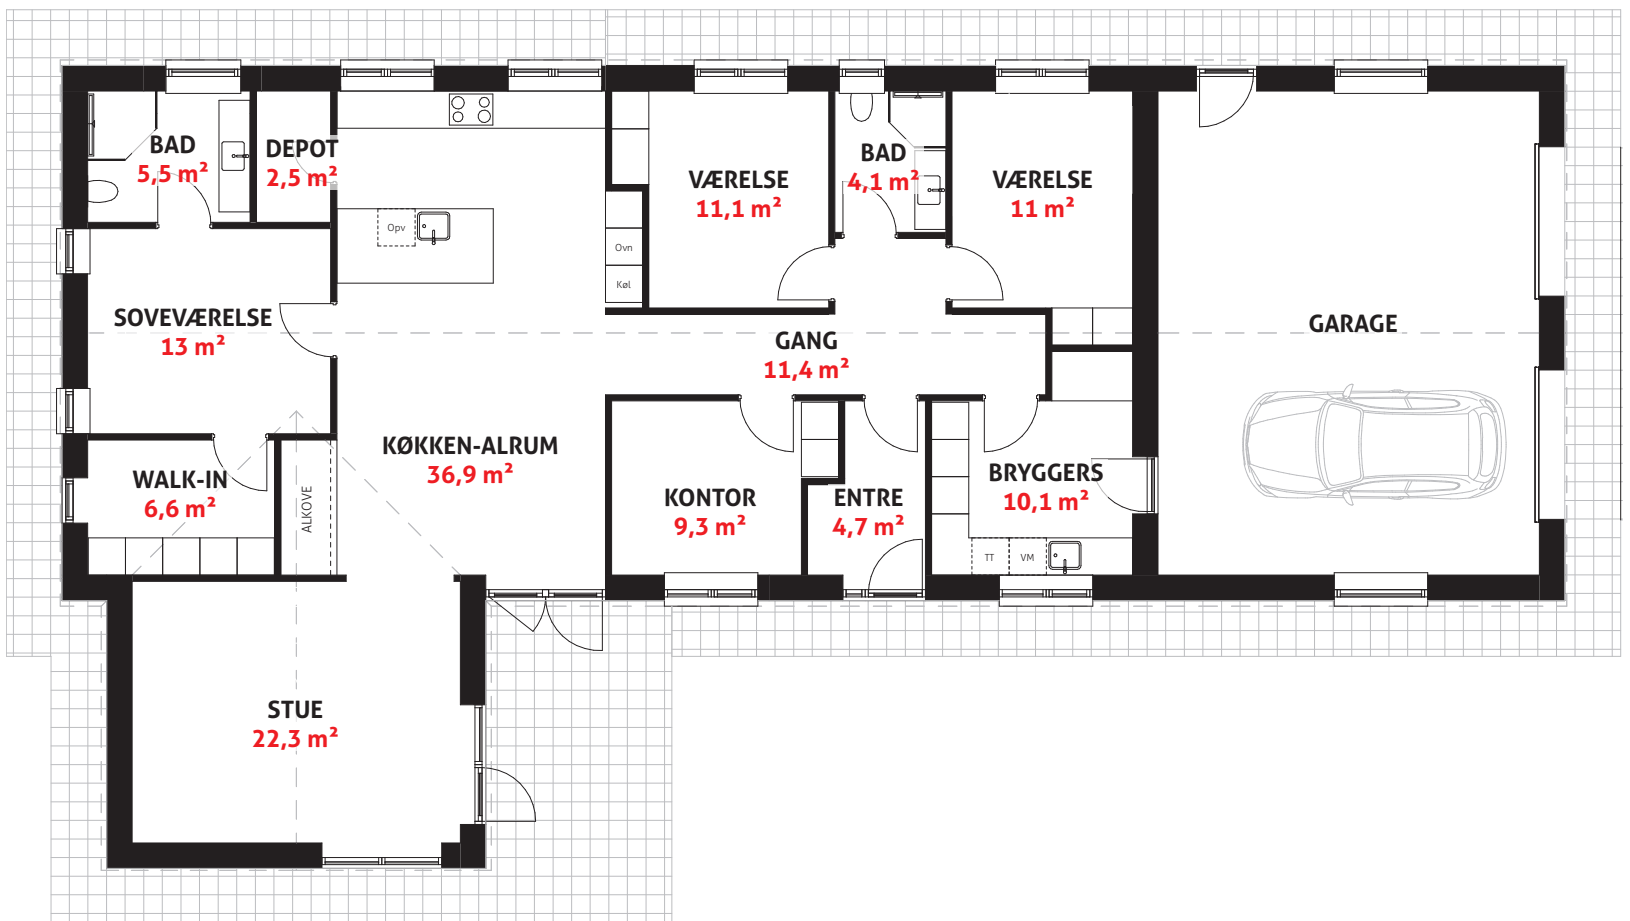 BAD
5,5 m²
DEPOT
2,5 m²
VÆRELSE
11,1 m²
BAD
4,1 m²
VÆRELSE
11 m²
Opv
Ovn
Køl
SOVEVÆRELSE
13 m²
GANG
11,4 m²
GARAGE
WALK-IN
6,6 m²
ALKOVE
KØKKEN-ALRUM
36,9 m²
KONTOR
9,3 m²
ENTRE
4,7 m²
BRYGGERS
10,1 m²
TT
VM
STUE
22,3 m²